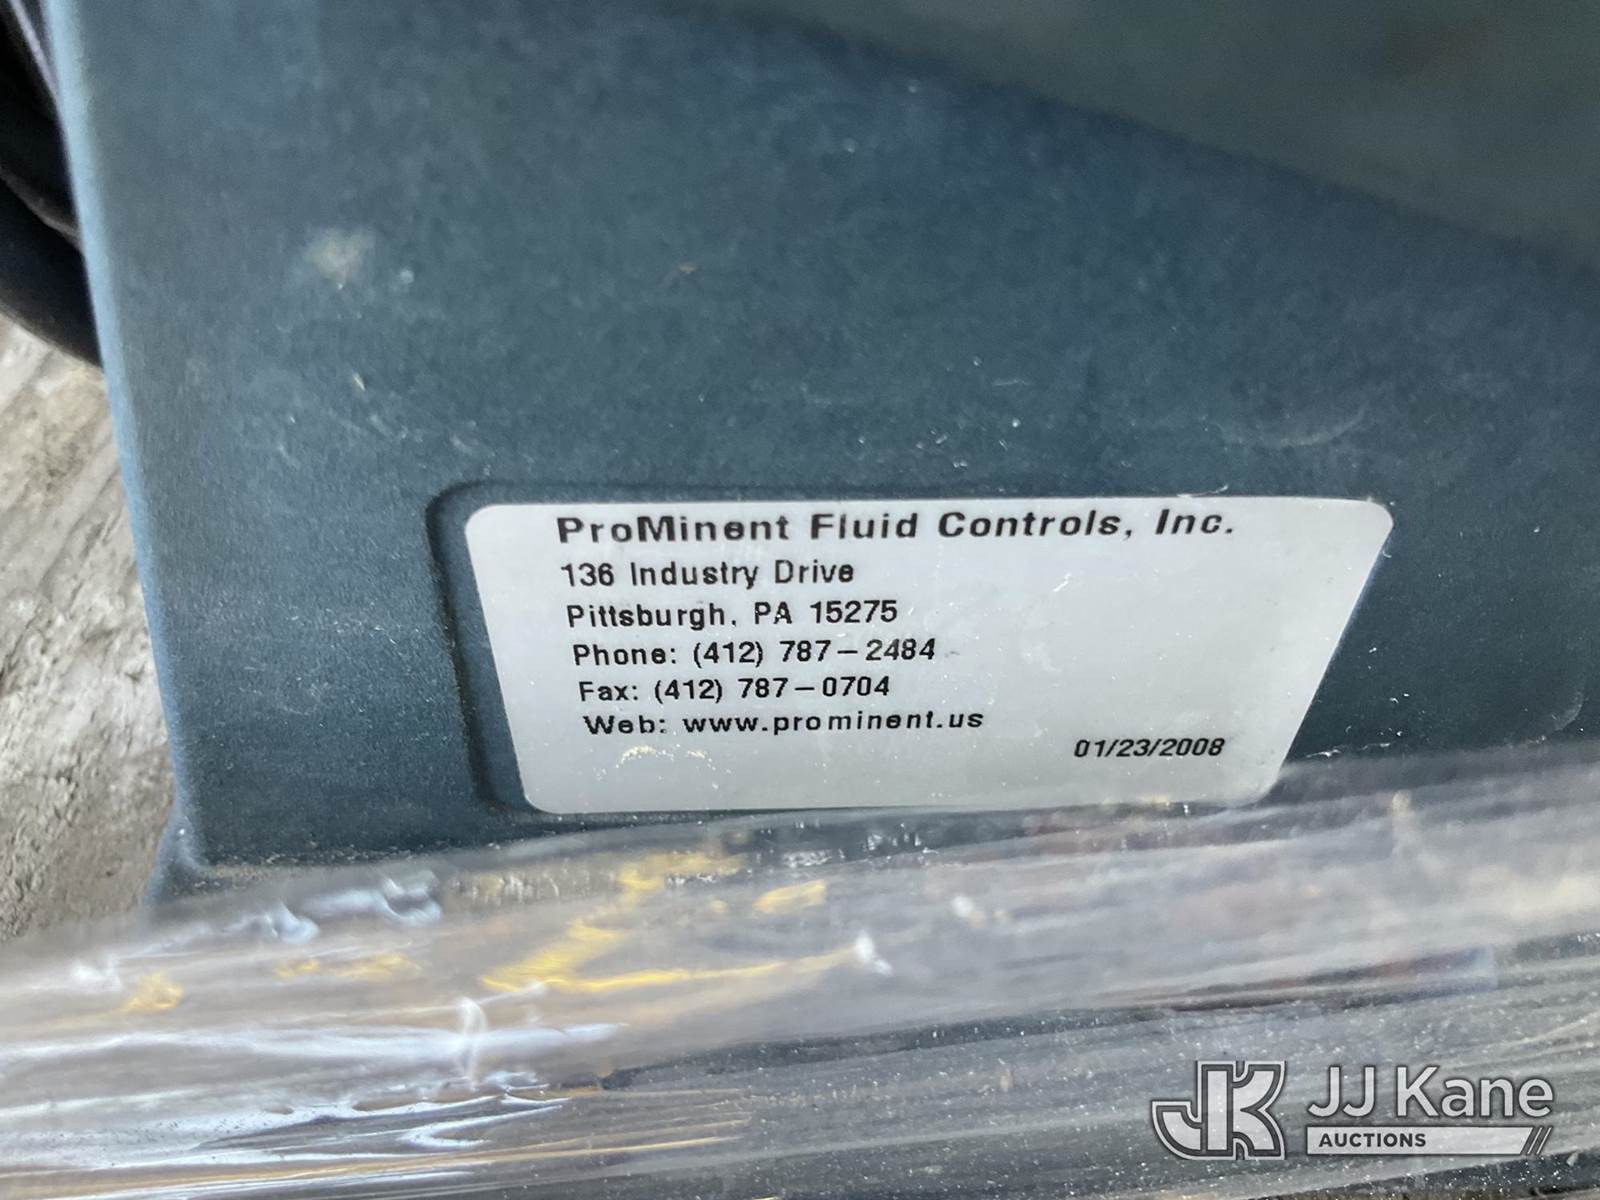 ProMinent Fluid Controls, Inc.
136 Industry Drive
Pittsburgh, PA 15275
Phone: (412) 787-2484
Fax: (412) 787-0704
Web: www.prominent.us
01/23/2008
JK JJ Kane
AUCTIONS